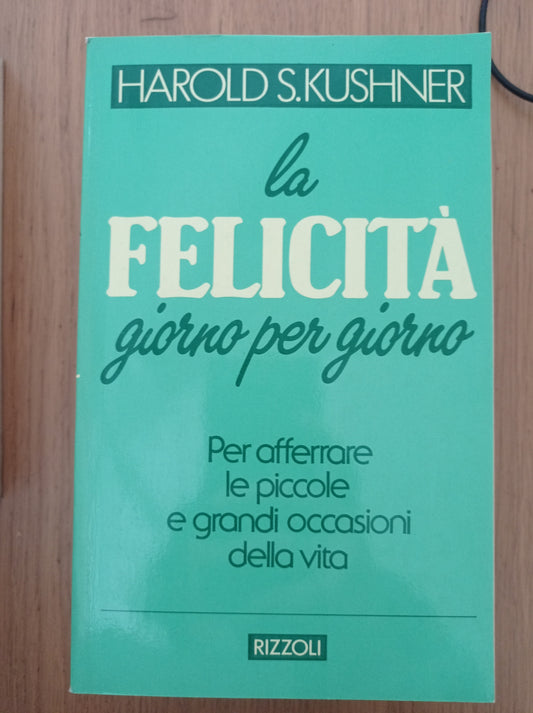 HAROLD S.KUSHNER
la
FELICITÀ
giorno per giorno
Per afferrare
le piccole
e grandi occasioni
della vita
RIZZOLI